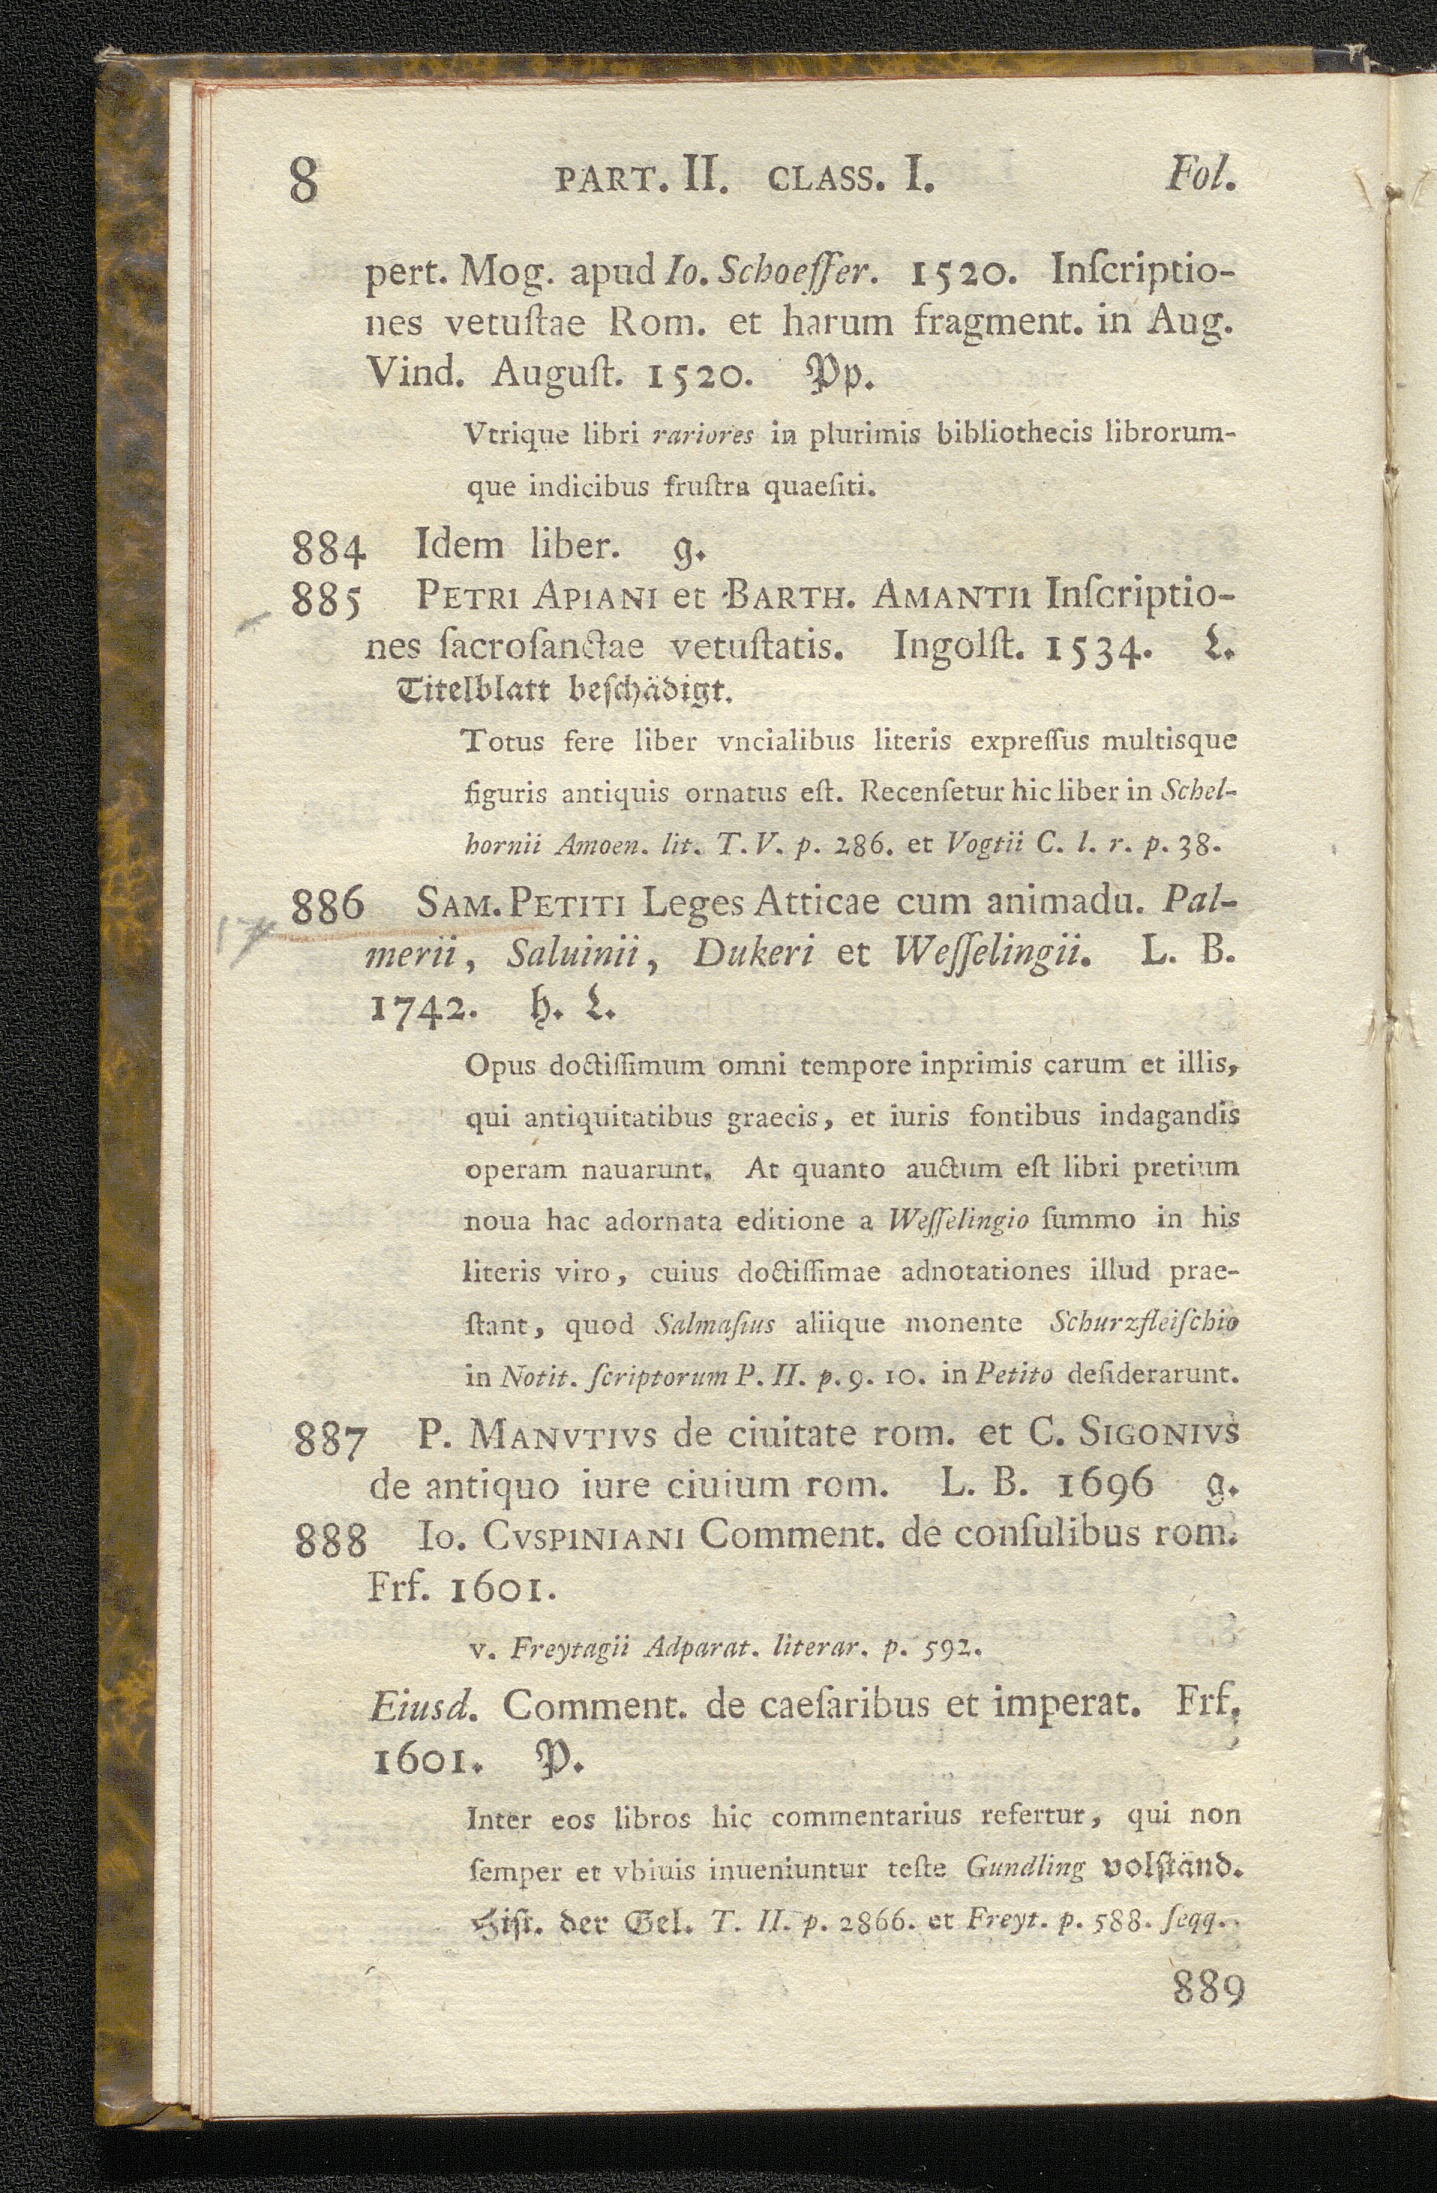 8 PART. II. CLASS. I. Fol.
pert. Mog. apud Io. Schoeffer. 1520. Inſcriptio-
nes vetuſtae Rom. et harum fragment. in Aug.
Vind. Auguſt. 1520. Pp.
Vtrique libri rariores in plurimis bibliothecis librorum-
que indicibus fruſtra quaeſiti.
884 Idem liber. g.
885 PETRI APIANI et BARTH. AMANTII Inſcriptio-
nes ſacroſanctae vetuſtatis. Ingolſt. 1534. L.
Titelblatt beſchädigt.
Totus fere liber vncialibus literis expreſſus multisque
figuris antiquis ornatus eſt. Recenſetur hic liber in Schel-
hornii Amoen. lit. T. V. p. 286. et Vogtii C. l. r. p. 38.
886 SAM. PETITI Leges Atticae cum animadu. Pal-
merii, Saluinii, Dukeri et Weſſelingii. L. B.
1742. h. L.
Opus doctiſſimum omni tempore inprimis carum et illis,
qui antiquitatibus graecis, et iuris fontibus indagandis
operam nauarunt. At quanto auctum eſt libri pretium
noua hac adornata editione a Weſſelingio ſummo in his
literis viro, cuius doctiſſimae adnotationes illud prae-
ſtant, quod Salmaſius aliique monente Schurzfleiſchio
in Notit. ſcriptorum P. II. p. 9. 10. in Petito deſiderarunt.
887 P. MANVTIVS de ciuitate rom. et C. SIGONIVS
de antiquo iure ciuium rom. L. B. 1696 g.
888 Io. CVSPINIANI Comment. de conſulibus rom.
Frf. 1601.
v. Freytagii Adparat. literar. p. 592.
Eiusd. Comment. de caeſaribus et imperat. Frf.
1601. P.
Inter eos libros hic commentarius refertur, qui non
ſemper et vbiuis inueniuntur teſte Gundling volſtänd.
Hiſt. der Gel. T. II. p. 2866. et Freyt. p. 588. ſeqq.
889